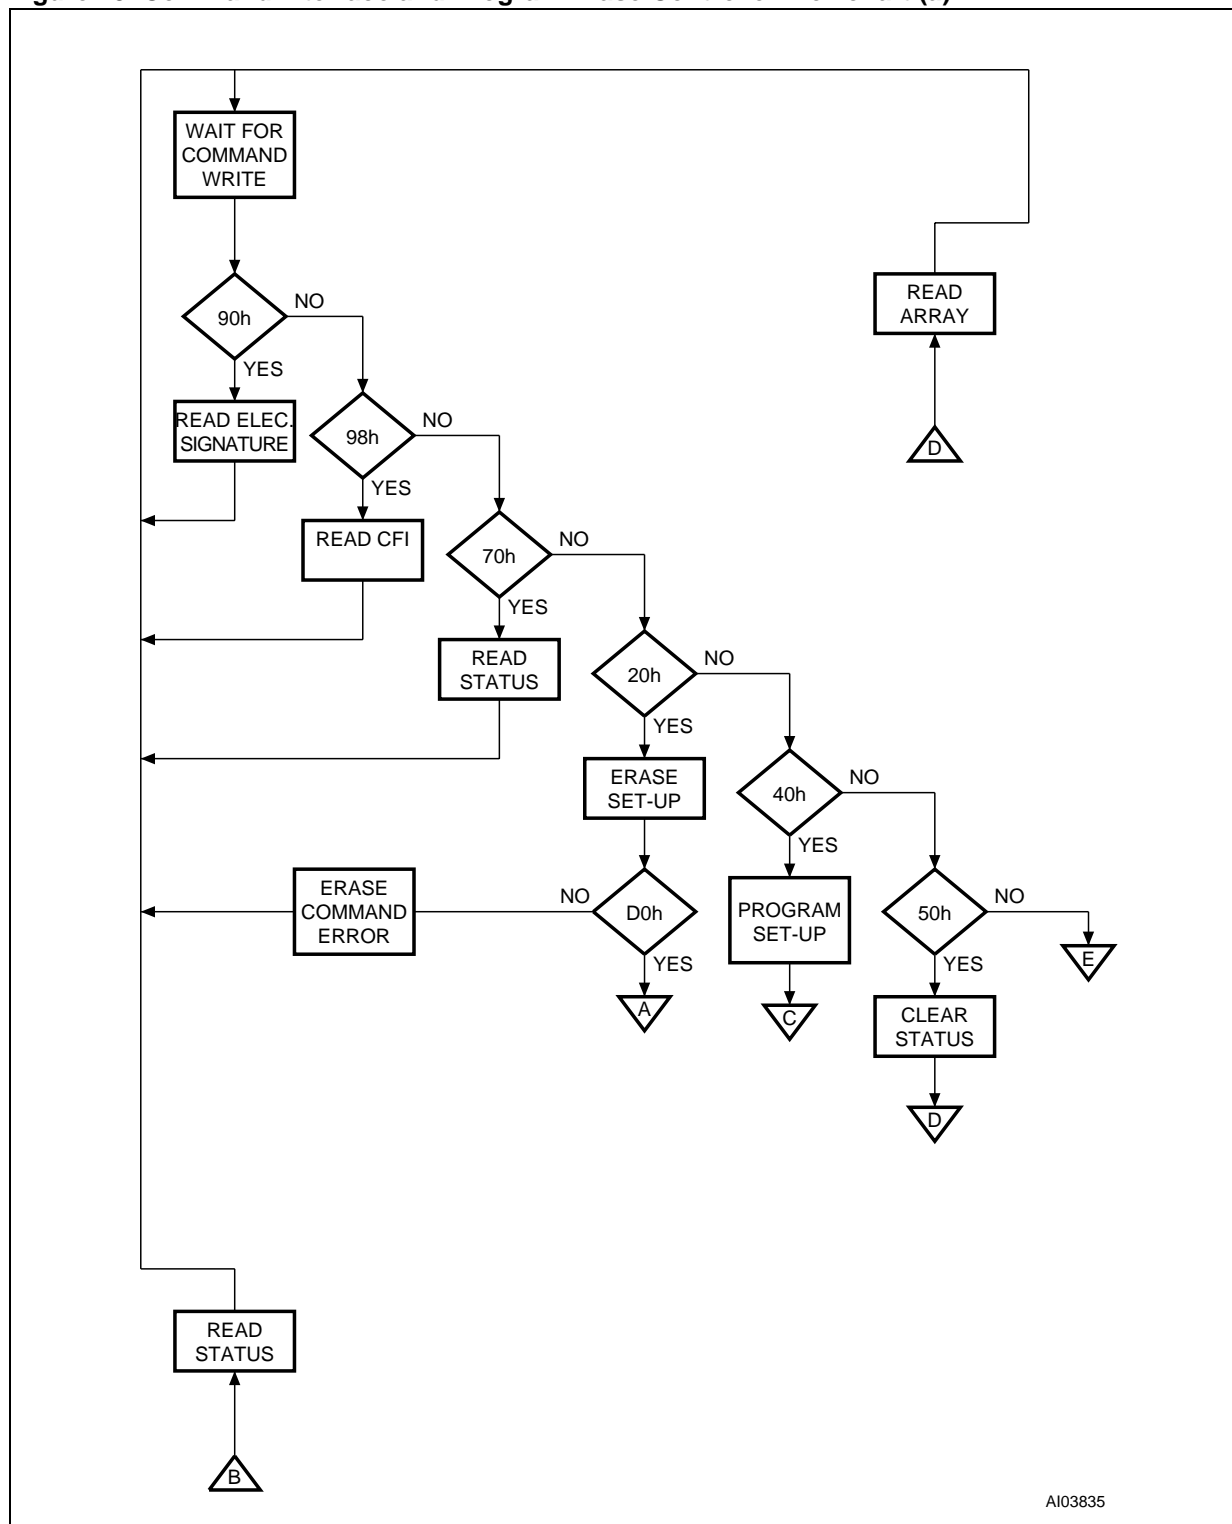 WAIT FOR
COMMAND
WRITE
90h
NO
YES
READ ELEC.
SIGNATURE
READ
ARRAY
D
98h
NO
YES
READ CFI
70h
NO
YES
READ
STATUS
20h
NO
YES
ERASE
SET-UP
40h
NO
YES
PROGRAM
SET-UP
C
D0h
NO
YES
ERASE
COMMAND
ERROR
A
50h
NO
YES
E
CLEAR
STATUS
D
READ
STATUS
B
AI03835